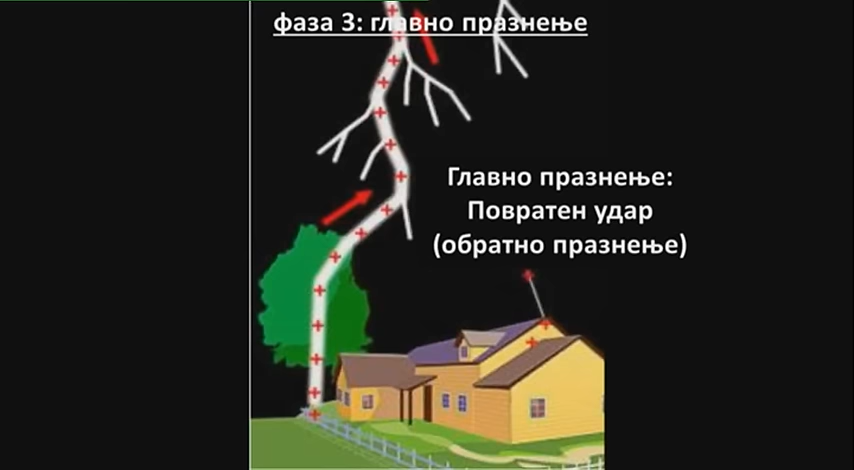 фаза 3: главно празнење
Главно празнење:
Повратен удар
(обратно празнење)